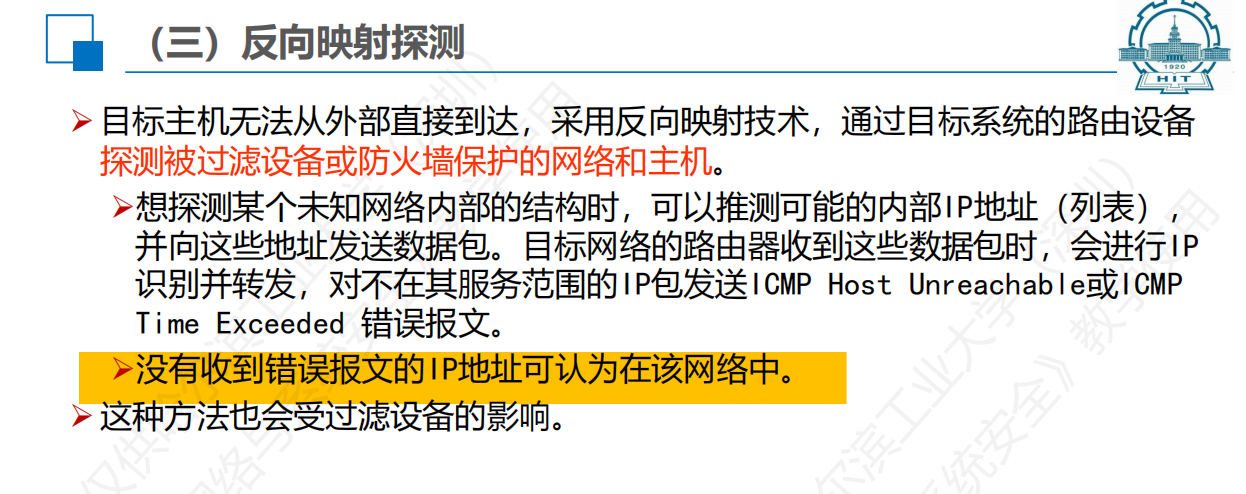 （三）反向映射探测
1920
HIT
目标主机无法从外部直接到达，采用反向映射技术，通过目标系统的路由设备
探测被过滤设备或防火墙保护的网络和主机。
想探测某个未知网络内部的结构时，可以推测可能的内部IP地址（列表），
并向这些地址发送数据包。目标网络的路由器收到这些数据包时，会进行IP
识别并转发，对不在其服务范围的IP包发送ICMP Host Unreachable或ICMP
Time Exceeded 错误报文。
没有收到错误报文的IP地址可认为在该网络中。
这种方法也会受过滤设备的影响。